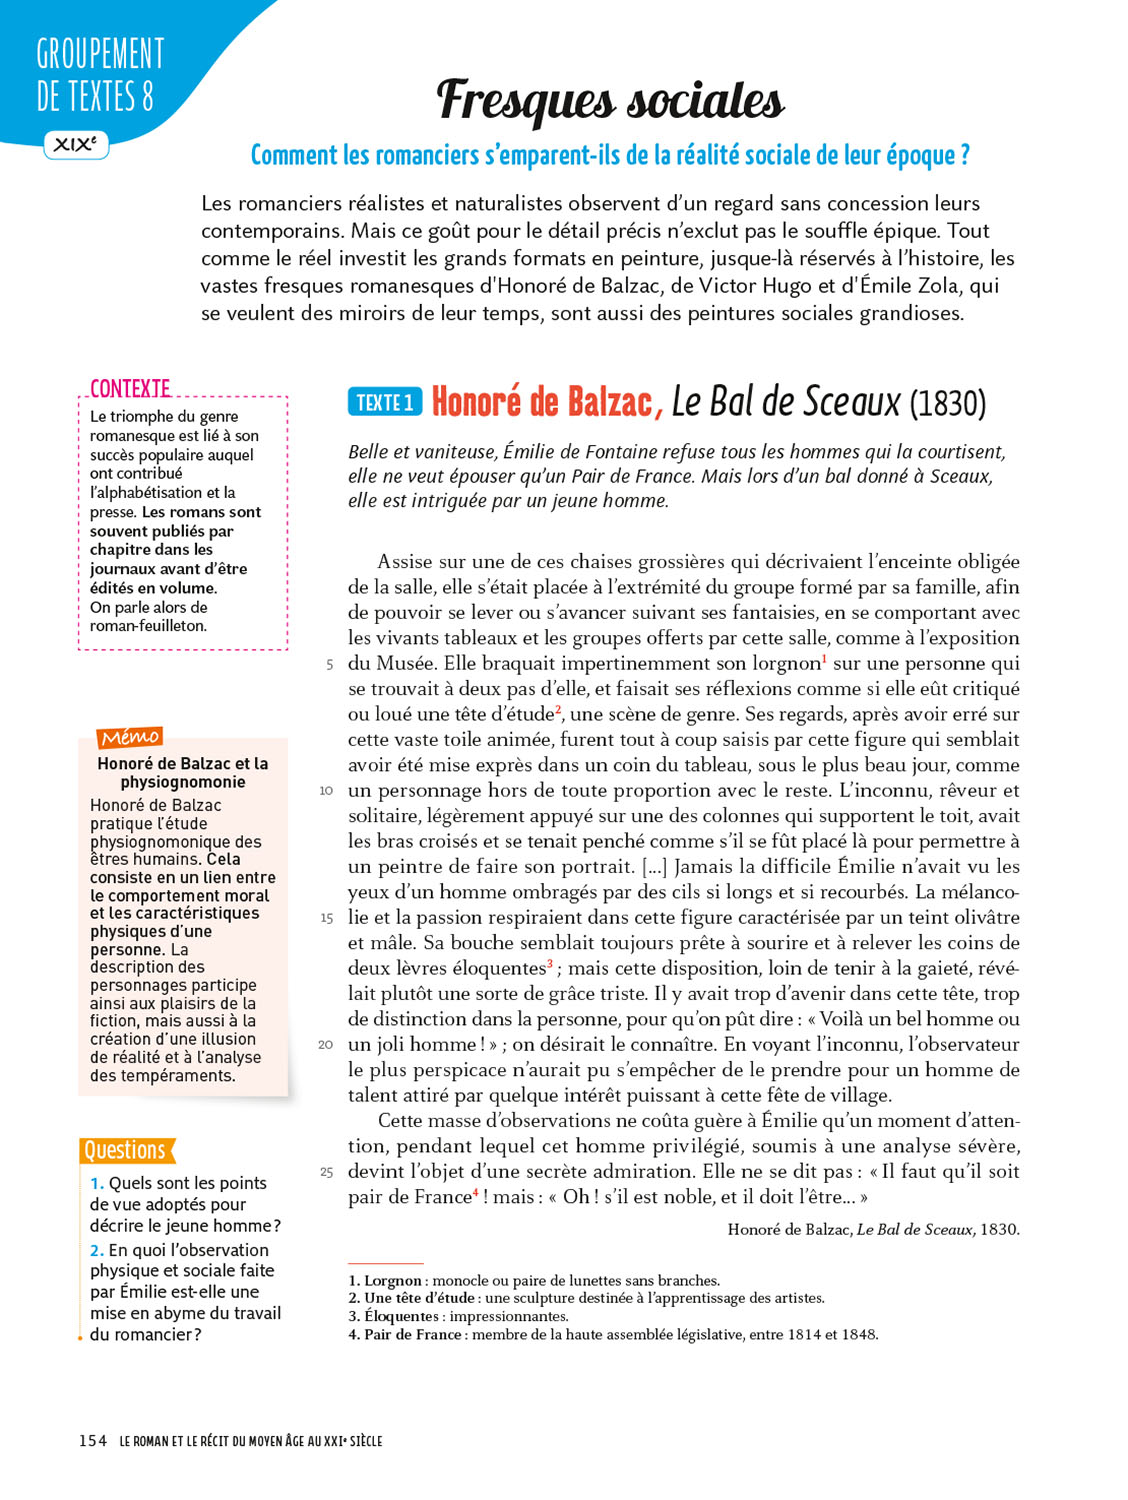 GROUPEMENT
DE TEXTES 8
XIXe
Fresques sociales
Comment les romanciers s’emparent-ils de la réalité sociale de leur époque ?
Les romanciers réalistes et naturalistes observent d’un regard sans concession leurs
contemporains. Mais ce goût pour le détail précis n’exclut pas le souffle épique. Tout
comme le réel investit les grands formats en peinture, jusque-là réservés à l’histoire, les
vastes fresques romanesques d'Honoré de Balzac, de Victor Hugo et d'Émile Zola, qui
se veulent des miroirs de leur temps, sont aussi des peintures sociales grandioses.
CONTEXTE
Le triomphe du genre
romanesque est lié à son
succès populaire auquel
ont contribué
l’alphabétisation et la
presse. Les romans sont
souvent publiés par
chapitre dans les
journaux avant d’être
édités en volume.
On parle alors de
roman-feuilleton.
Mémo
Honoré de Balzac et la
physiognomonie
Honoré de Balzac
pratique l’étude
physiognomonique des
êtres humains. Cela
consiste en un lien entre
le comportement moral
et les caractéristiques
physiques d’une
personne. La
description des
personnages participe
ainsi aux plaisirs de la
fiction, mais aussi à la
création d’une illusion
de réalité et à l’analyse
des tempéraments.
Questions
1. Quels sont les points
de vue adoptés pour
décrire le jeune homme ?
2. En quoi l’observation
physique et sociale faite
par Émilie est-elle une
mise en abyme du travail
du romancier ?
TEXTE 1 Honoré de Balzac, Le Bal de Sceaux (1830)
Belle et vaniteuse, Émilie de Fontaine refuse tous les hommes qui la courtisent,
elle ne veut épouser qu’un Pair de France. Mais lors d’un bal donné à Sceaux,
elle est intriguée par un jeune homme.
Assise sur une de ces chaises grossières qui décrivaient l’enceinte obligée
de la salle, elle s’était placée à l’extrémité du groupe formé par sa famille, afin
de pouvoir se lever ou s’avancer suivant ses fantaisies, en se comportant avec
les vivants tableaux et les groupes offerts par cette salle, comme à l’exposition
5 du Musée. Elle braquait impertinemment son lorgnon1 sur une personne qui
se trouvait à deux pas d’elle, et faisait ses réflexions comme si elle eût critiqué
ou loué une tête d’étude2, une scène de genre. Ses regards, après avoir erré sur
cette vaste toile animée, furent tout à coup saisis par cette figure qui semblait
avoir été mise exprès dans un coin du tableau, sous le plus beau jour, comme
10 un personnage hors de toute proportion avec le reste. L’inconnu, rêveur et
solitaire, légèrement appuyé sur une des colonnes qui supportent le toit, avait
les bras croisés et se tenait penché comme s’il se fût placé là pour permettre à
un peintre de faire son portrait. [...] Jamais la difficile Émilie n’avait vu les
yeux d’un homme ombragés par des cils si longs et si recourbés. La mélanco-
15 lie et la passion respiraient dans cette figure caractérisée par un teint olivâtre
et mâle. Sa bouche semblait toujours prête à sourire et à relever les coins de
deux lèvres éloquentes3 ; mais cette disposition, loin de tenir à la gaieté, révé-
lait plutôt une sorte de grâce triste. Il y avait trop d’avenir dans cette tête, trop
de distinction dans la personne, pour qu’on pût dire : « Voilà un bel homme ou
20 un joli homme ! » ; on désirait le connaître. En voyant l’inconnu, l’observateur
le plus perspicace n’aurait pu s’empêcher de le prendre pour un homme de
talent attiré par quelque intérêt puissant à cette fête de village.
Cette masse d’observations ne coûta guère à Émilie qu’un moment d’atten-
tion, pendant lequel cet homme privilégié, soumis à une analyse sévère,
25 devint l’objet d’une secrète admiration. Elle ne se dit pas : « Il faut qu’il soit
pair de France4 ! mais : « Oh ! s’il est noble, et il doit l’être... »
Honoré de Balzac, Le Bal de Sceaux, 1830.
1. Lorgnon : monocle ou paire de lunettes sans branches.
2. Une tête d’étude : une sculpture destinée à l’apprentissage des artistes.
3. Éloquentes : impressionnantes.
4. Pair de France : membre de la haute assemblée législative, entre 1814 et 1848.
154 LE ROMAN ET LE RÉCIT DU MOYEN ÂGE AU XXIe SIÈCLE